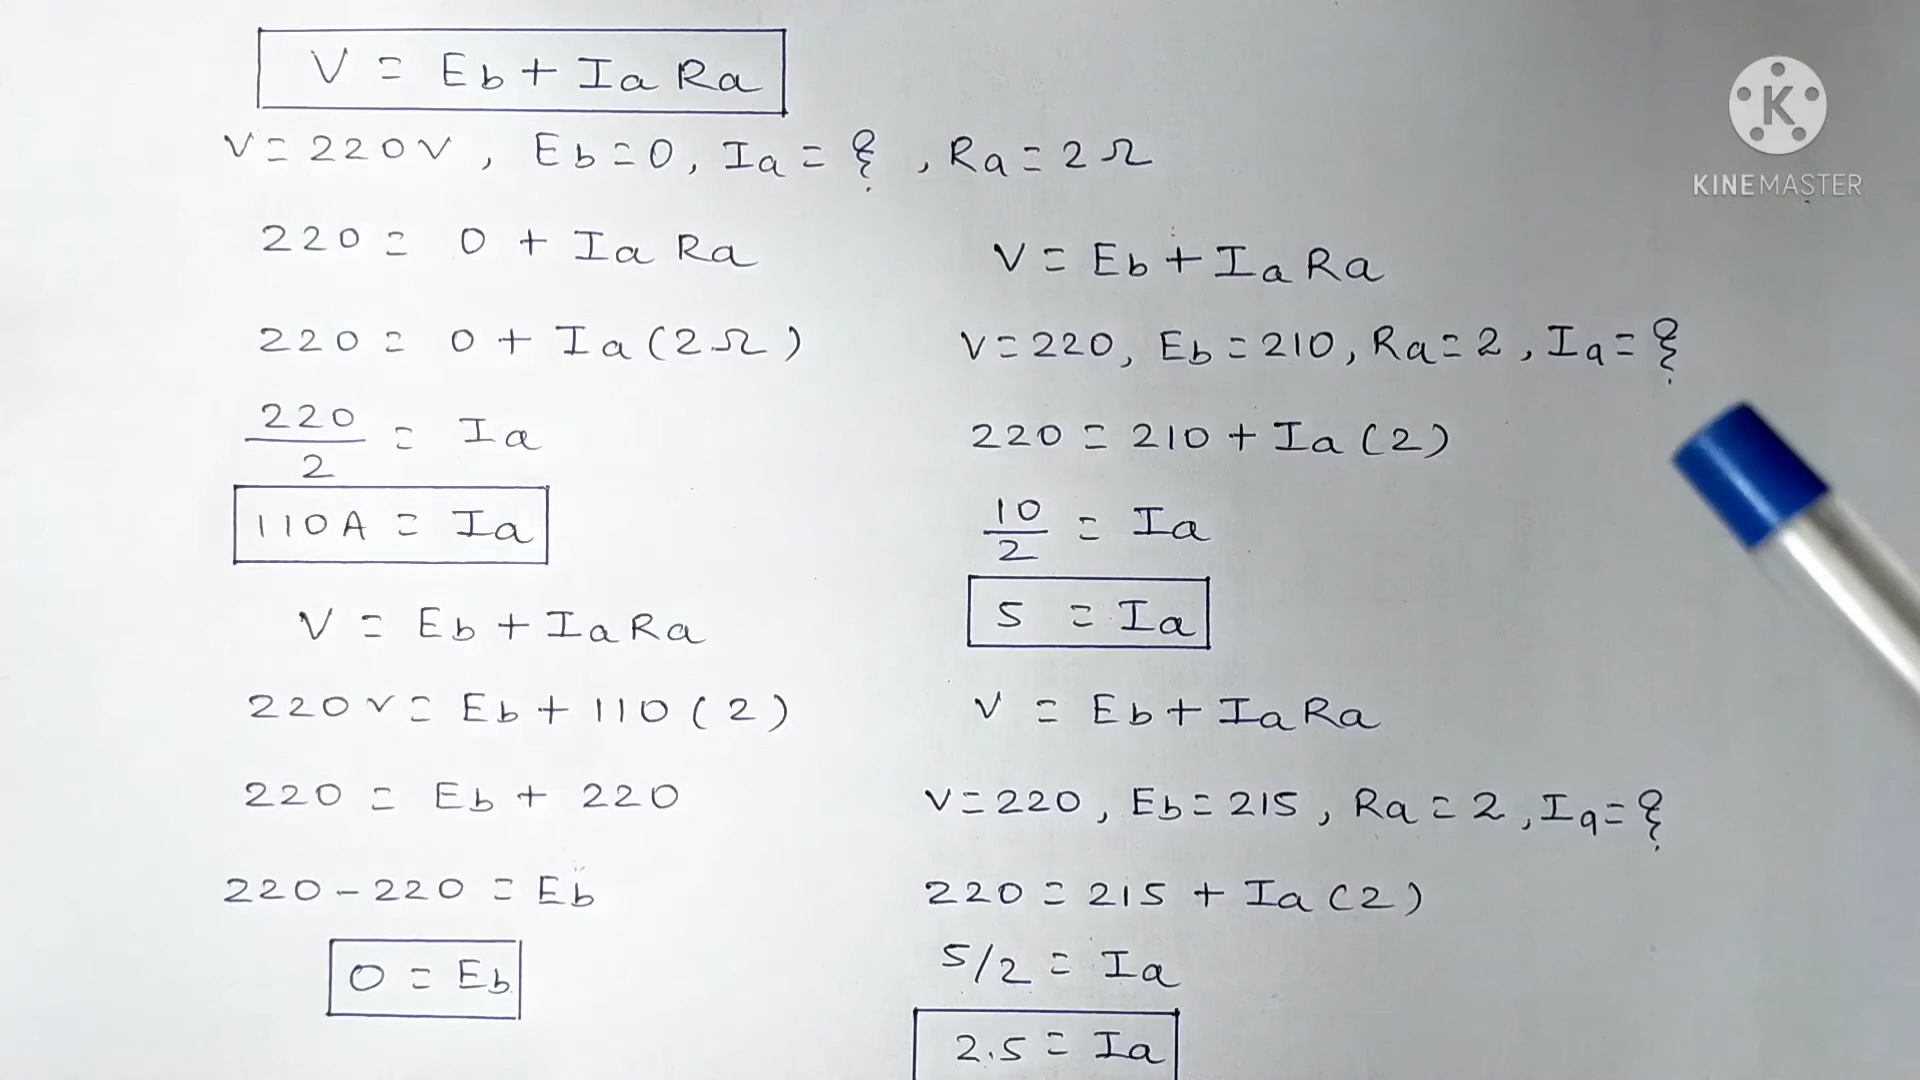 V = Eb + Ia Ra
V = 220V, Eb = 0, Ia = ?, Ra = 2Ω
220 = 0 + Ia Ra
220 = 0 + Ia (2Ω)
220/2 = Ia
110A = Ia
V = Eb + Ia Ra
220V = Eb + 110 (2)
220 = Eb + 220
220 - 220 = Eb
0 = Eb
V = Eb + Ia Ra
V = 220, Eb = 210, Ra = 2, Ia = ?
220 = 210 + Ia (2)
10/2 = Ia
5 = Ia
V = Eb + Ia Ra
V = 220, Eb = 215, Ra = 2, Ia = ?
220 = 215 + Ia (2)
5/2 = Ia
2.5 = Ia
K
KINEMASTER